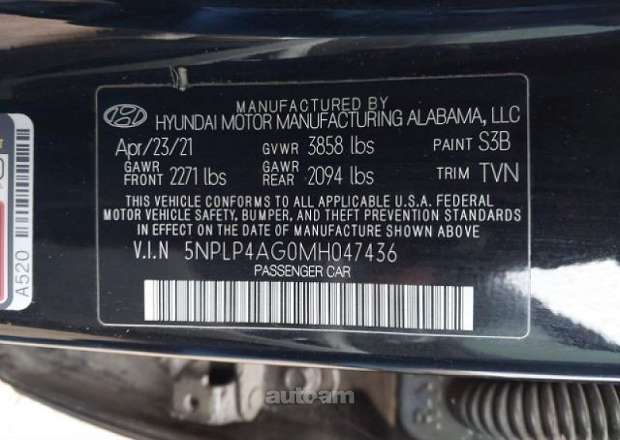 MANUFACTURED BY
HYUNDAI MOTOR MANUFACTURING ALABAMA, LLC
Apr/23/21 GVWR 3858 lbs PAINT S3B
GAWR FRONT 2271 lbs GAWR REAR 2094 lbs TRIM TVN
THIS VEHICLE CONFORMS TO ALL APPLICABLE U.S.A. FEDERAL
MOTOR VEHICLE SAFETY, BUMPER, AND THEFT PREVENTION STANDARDS
IN EFFECT ON THE DATE OF MANUFACTURE SHOWN ABOVE.
V.I.N 5NPLP4AG0MH047436
PASSENGER CAR
A520
auto.am